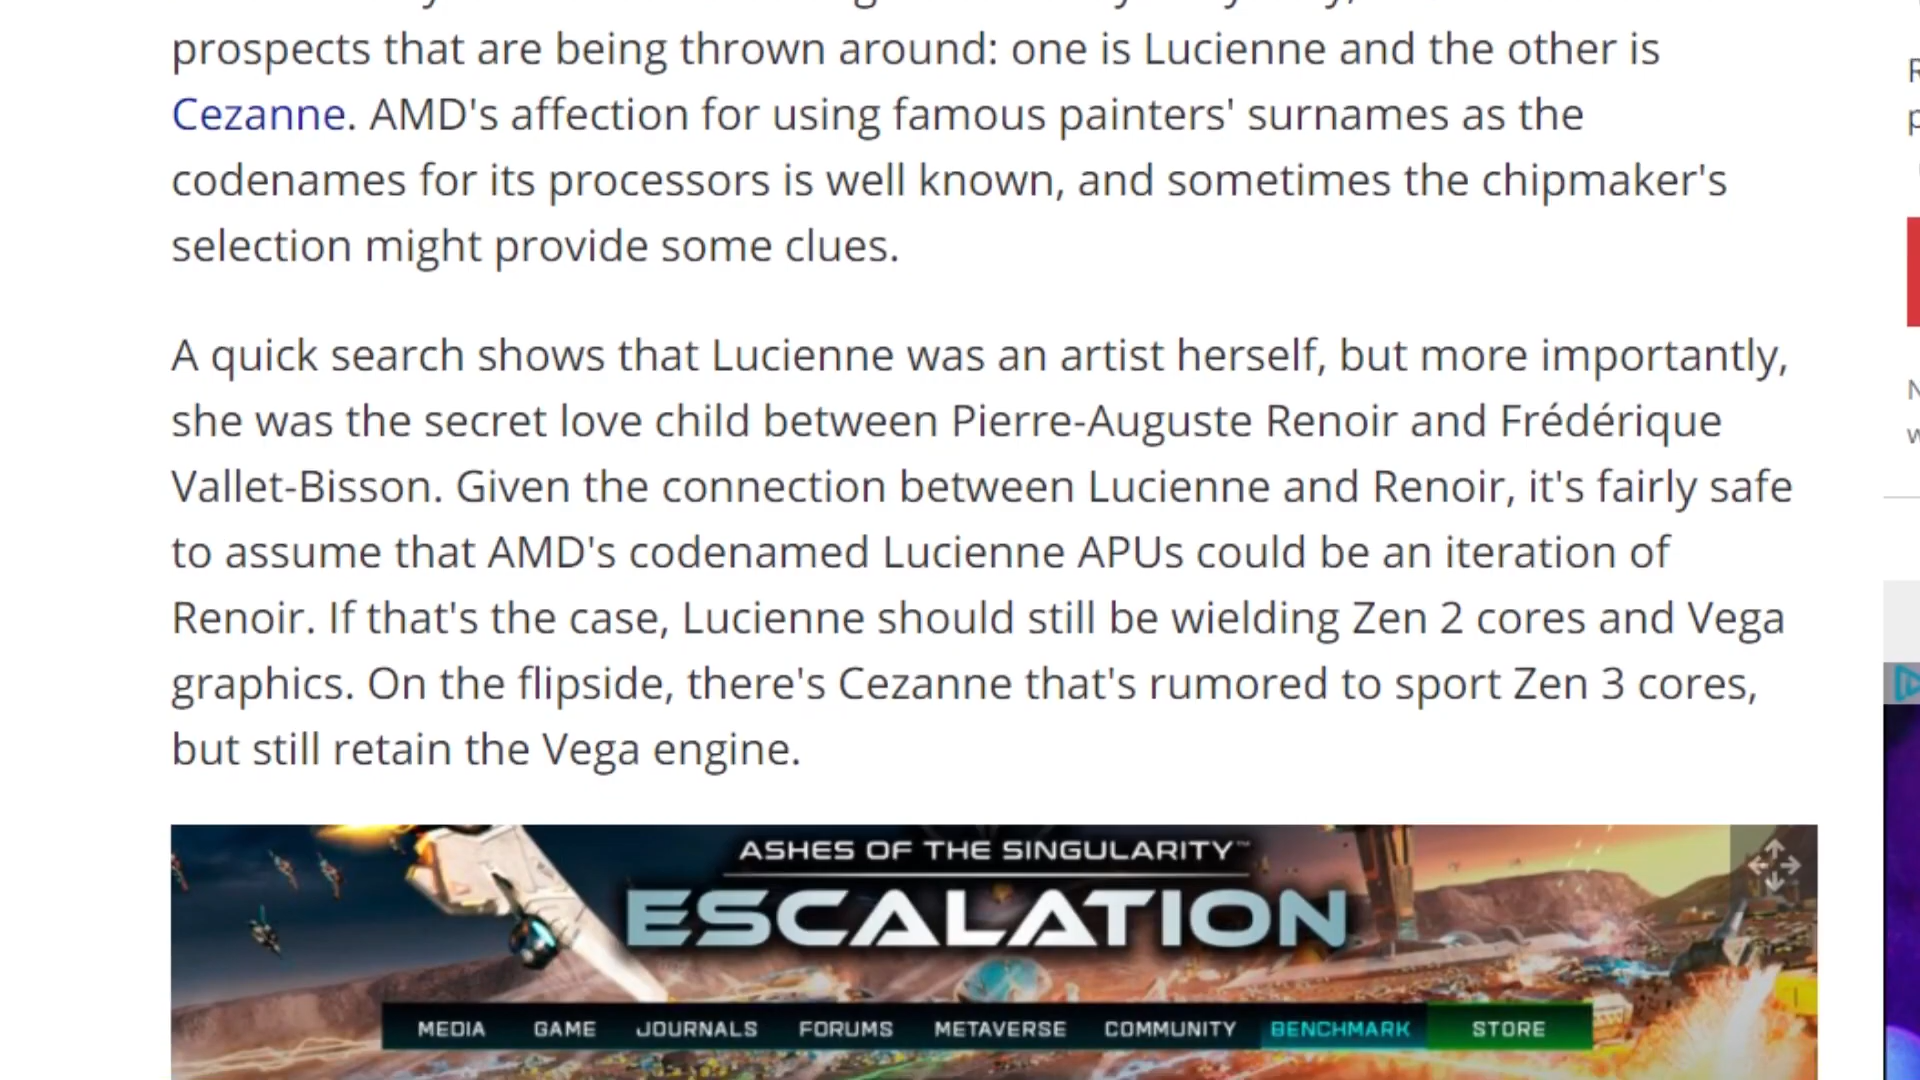 prospects that are being thrown around: one is Lucienne and the other is
Cezanne. AMD's affection for using famous painters' surnames as the
codenames for its processors is well known, and sometimes the chipmaker's
selection might provide some clues.
A quick search shows that Lucienne was an artist herself, but more importantly,
she was the secret love child between Pierre-Auguste Renoir and Frédérique
Vallet-Bisson. Given the connection between Lucienne and Renoir, it's fairly safe
to assume that AMD's codenamed Lucienne APUs could be an iteration of
Renoir. If that's the case, Lucienne should still be wielding Zen 2 cores and Vega
graphics. On the flipside, there's Cezanne that's rumored to sport Zen 3 cores,
but still retain the Vega engine.
ASHES OF THE SINGULARITY™
ESCALATION
MEDIA GAME JOURNALS FORUMS METAVERSE COMMUNITY BENCHMARK STORE